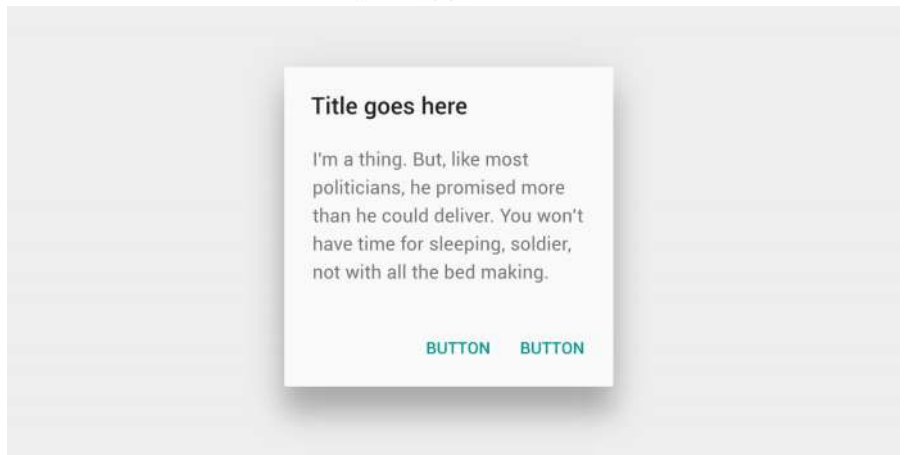 Title goes here
I'm a thing. But, like most
politicians, he promised more
than he could deliver. You won't
have time for sleeping, soldier,
not with all the bed making.
BUTTON BUTTON